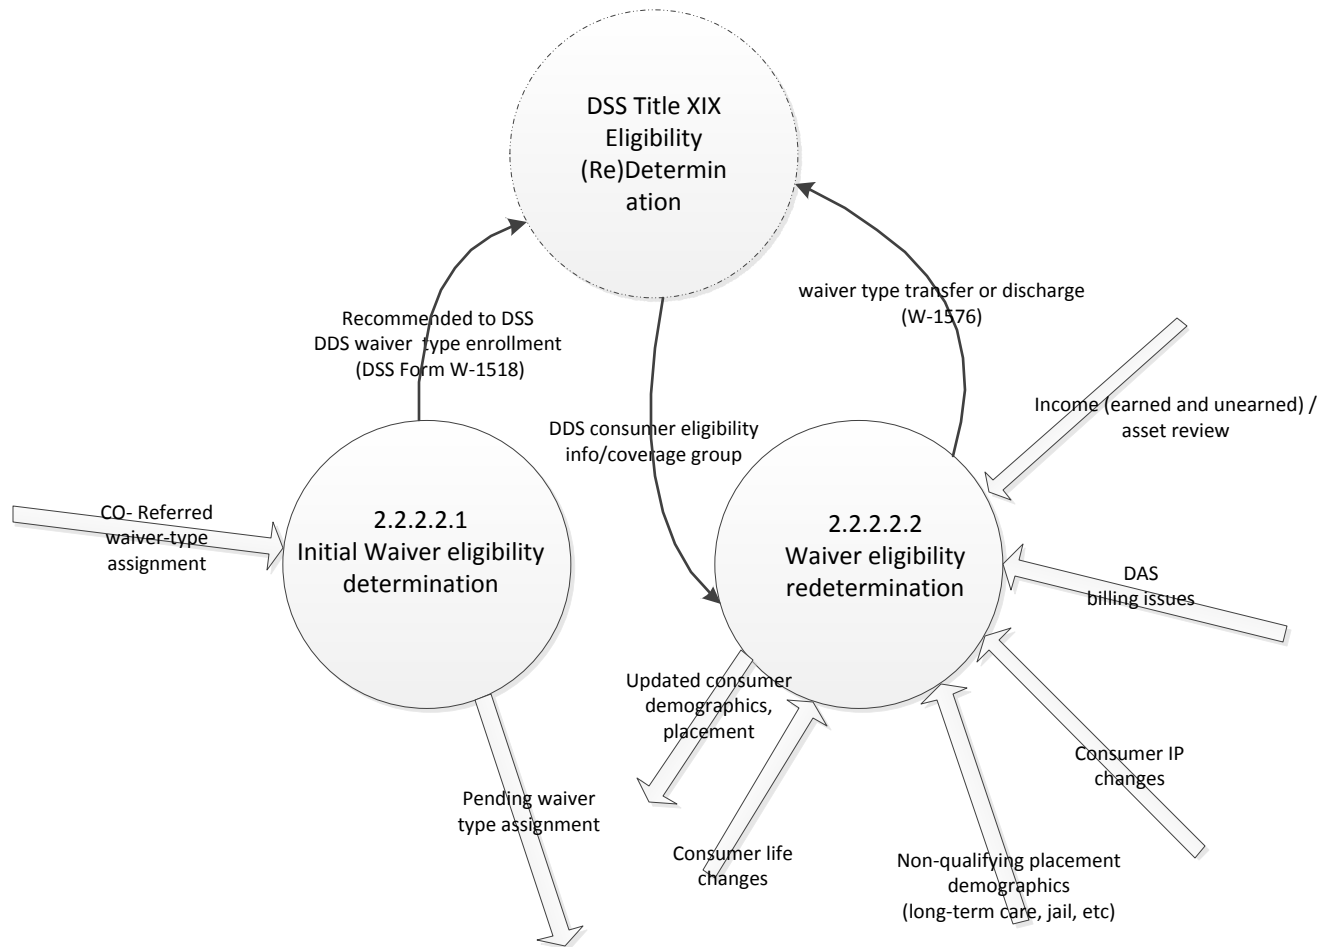 DSS Title XIX
Eligibility
(Re)Determin
ation
Recommended to DSS
DDS waiver type enrollment
(DSS Form W-1518)
waiver type transfer or discharge
(W-1576)
DDS consumer eligibility
info/coverage group
Income (earned and unearned) /
asset review
CO- Referred
waiver-type
assignment
2.2.2.2.1
Initial Waiver eligibility
determination
2.2.2.2.2
Waiver eligibility
redetermination
DAS
billing issues
Updated consumer
demographics,
placement
Consumer IP
changes
Pending waiver
type assignment
Consumer life
changes
Non-qualifying placement
demographics
(long-term care, jail, etc)